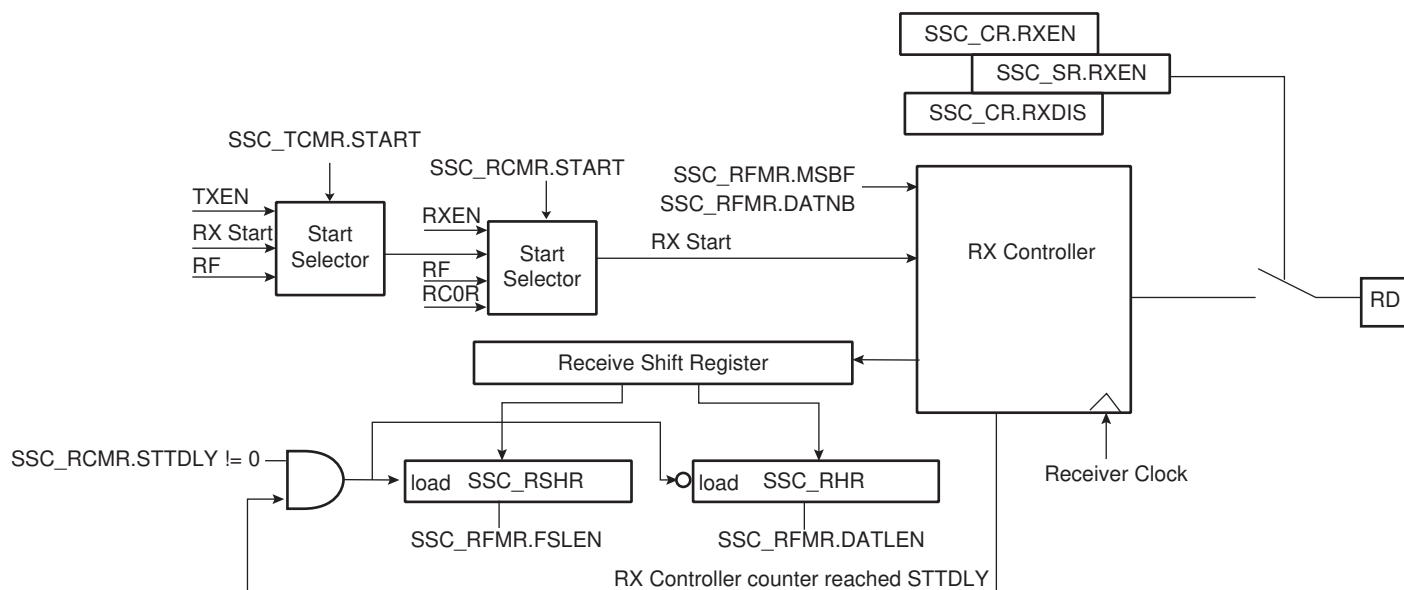 SSC_CR.RXEN
SSC_SR.RXEN
SSC_CR.RXDIS
SSC_TCMR.START
SSC_RCMR.START
SSC_RFMR.MSBF
SSC_RFMR.DATNB
TXEN
RX Start
RF
Start
Selector
RXEN
RF
RC0R
Start
Selector
RX Start
RX Controller
RD
Receive Shift Register
SSC_RCMR.STTDLY != 0
load SSC_RSHR
load SSC_RHR
Receiver Clock
SSC_RFMR.FSLEN
SSC_RFMR.DATLEN
RX Controller counter reached STTDLY